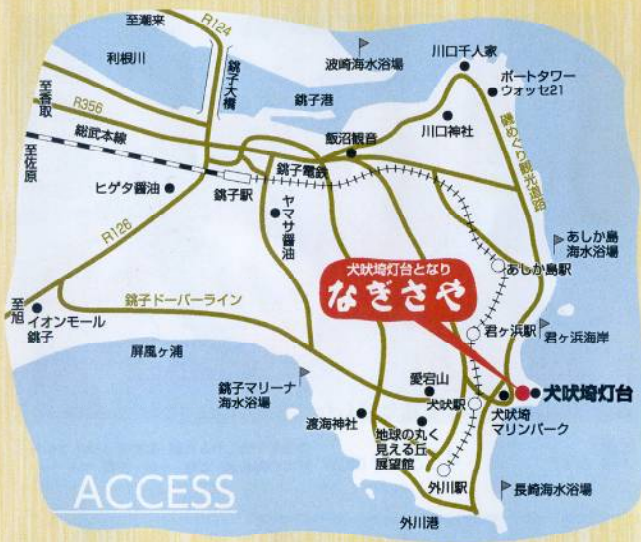 至潮来
R124
利根川
銚子大橋
波崎海水浴場
川口千人家
ポートタワー
ウォッセ21
至香取
R356
銚子港
川口神社
総武本線
飯沼観音
磯めぐり観光道路
至佐原
銚子電鉄
銚子駅
ヒゲタ醤油
ヤマサ醤油
R126
あしか島
海水浴場
あしか島駅
犬吠埼灯台となり
なぎさや
至旭
イオンモール
銚子
銚子ドーバーライン
君ヶ浜駅
君ヶ浜海岸
屏風ヶ浦
銚子マリーナ
海水浴場
愛宕山
犬吠駅
犬吠埼灯台
犬吠埼
マリンパーク
渡海神社
地球の丸く
見える丘
展望館
外川駅
長崎海水浴場
外川港
ACCESS